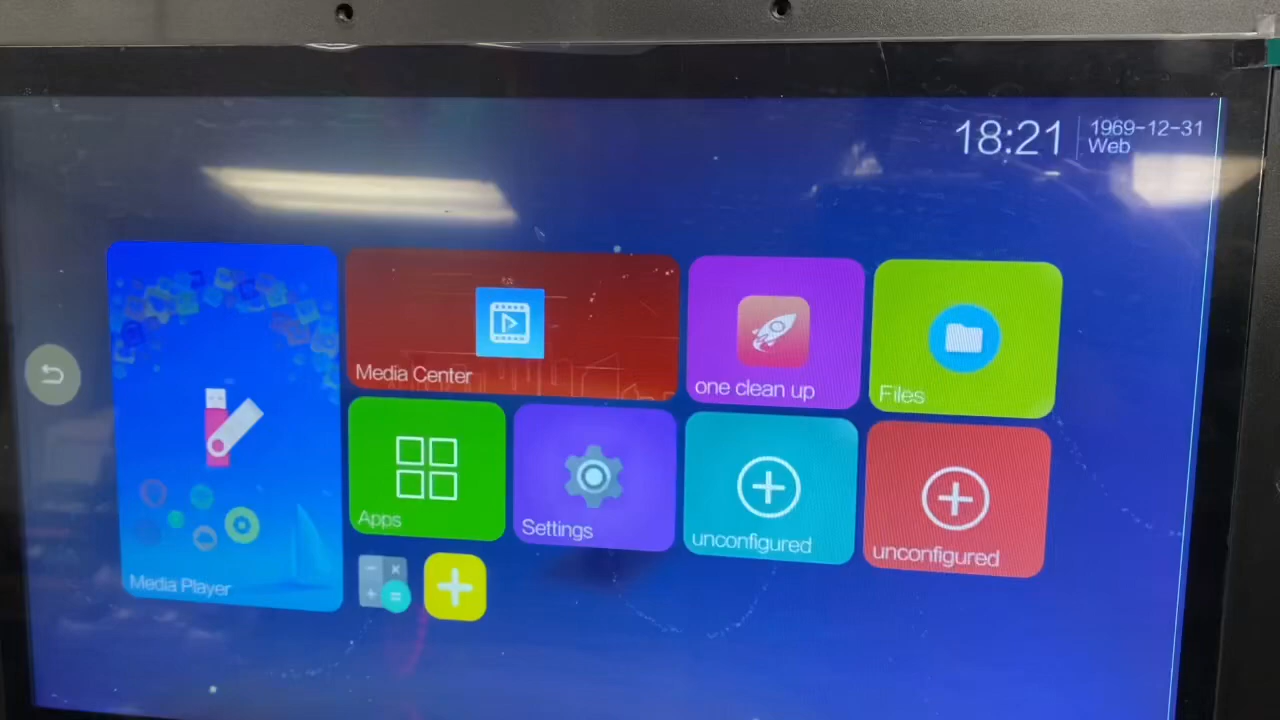 18:21
1969-12-31
Web
Media Center
one clean up
Files
Apps
Settings
unconfigured
unconfigured
Media Player